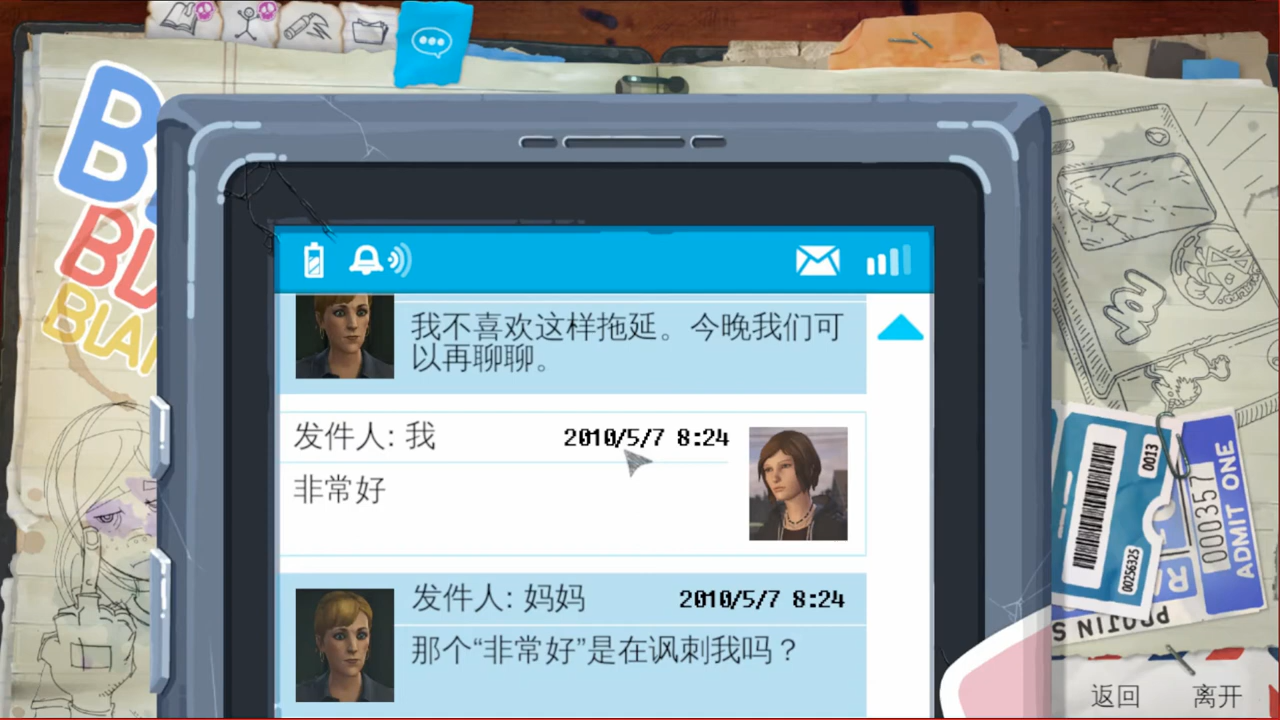 我不喜欢这样拖延。今晚我们可
以再聊聊。
发件人: 我
2010/5/7 8:24
非常好
发件人: 妈妈
2010/5/7 8:24
那个“非常好”是在讽刺我吗？
0013
00256325
000357
ADMIT ONE
返回
离开